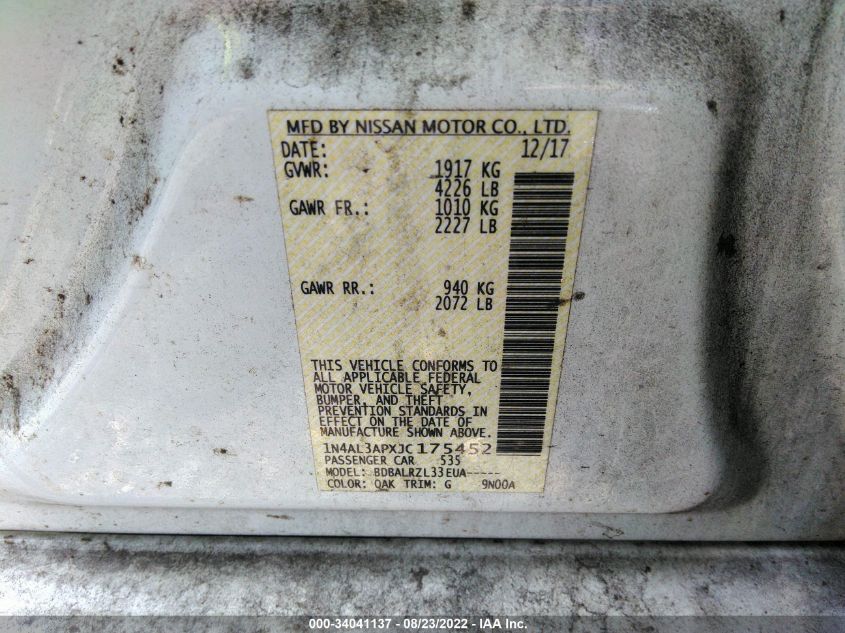 MFD BY NISSAN MOTOR CO., LTD.
DATE: 12/17
GVWR: 1917 KG
4226 LB
GAWR FR.: 1010 KG
2227 LB
GAWR RR.: 940 KG
2072 LB
THIS VEHICLE CONFORMS TO
ALL APPLICABLE FEDERAL
MOTOR VEHICLE SAFETY,
BUMPER, AND THEFT
PREVENTION STANDARDS IN
EFFECT ON THE DATE OF
MANUFACTURE SHOWN ABOVE.
1N4AL3APXJC175452
PASSENGER CAR 535
MODEL: BDBALRZL33EUA-----
COLOR: QAK TRIM: G 9N00A
000-34041137 - 08/23/2022 - IAA Inc.